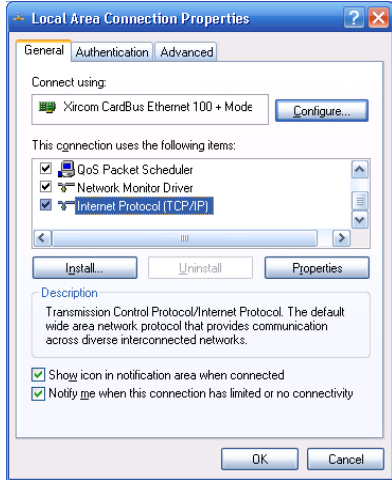 Local Area Connection Properties
General Authentication Advanced
Connect using:
Xircom CardBus Ethernet 100 + Mode
Configure...
This connection uses the following items:
QoS Packet Scheduler
Network Monitor Driver
Internet Protocol (TCP/IP)
Install... Uninstall Properties
Description
Transmission Control Protocol/Internet Protocol. The default
wide area network protocol that provides communication
across diverse interconnected networks.
Show icon in notification area when connected
Notify me when this connection has limited or no connectivity
OK Cancel